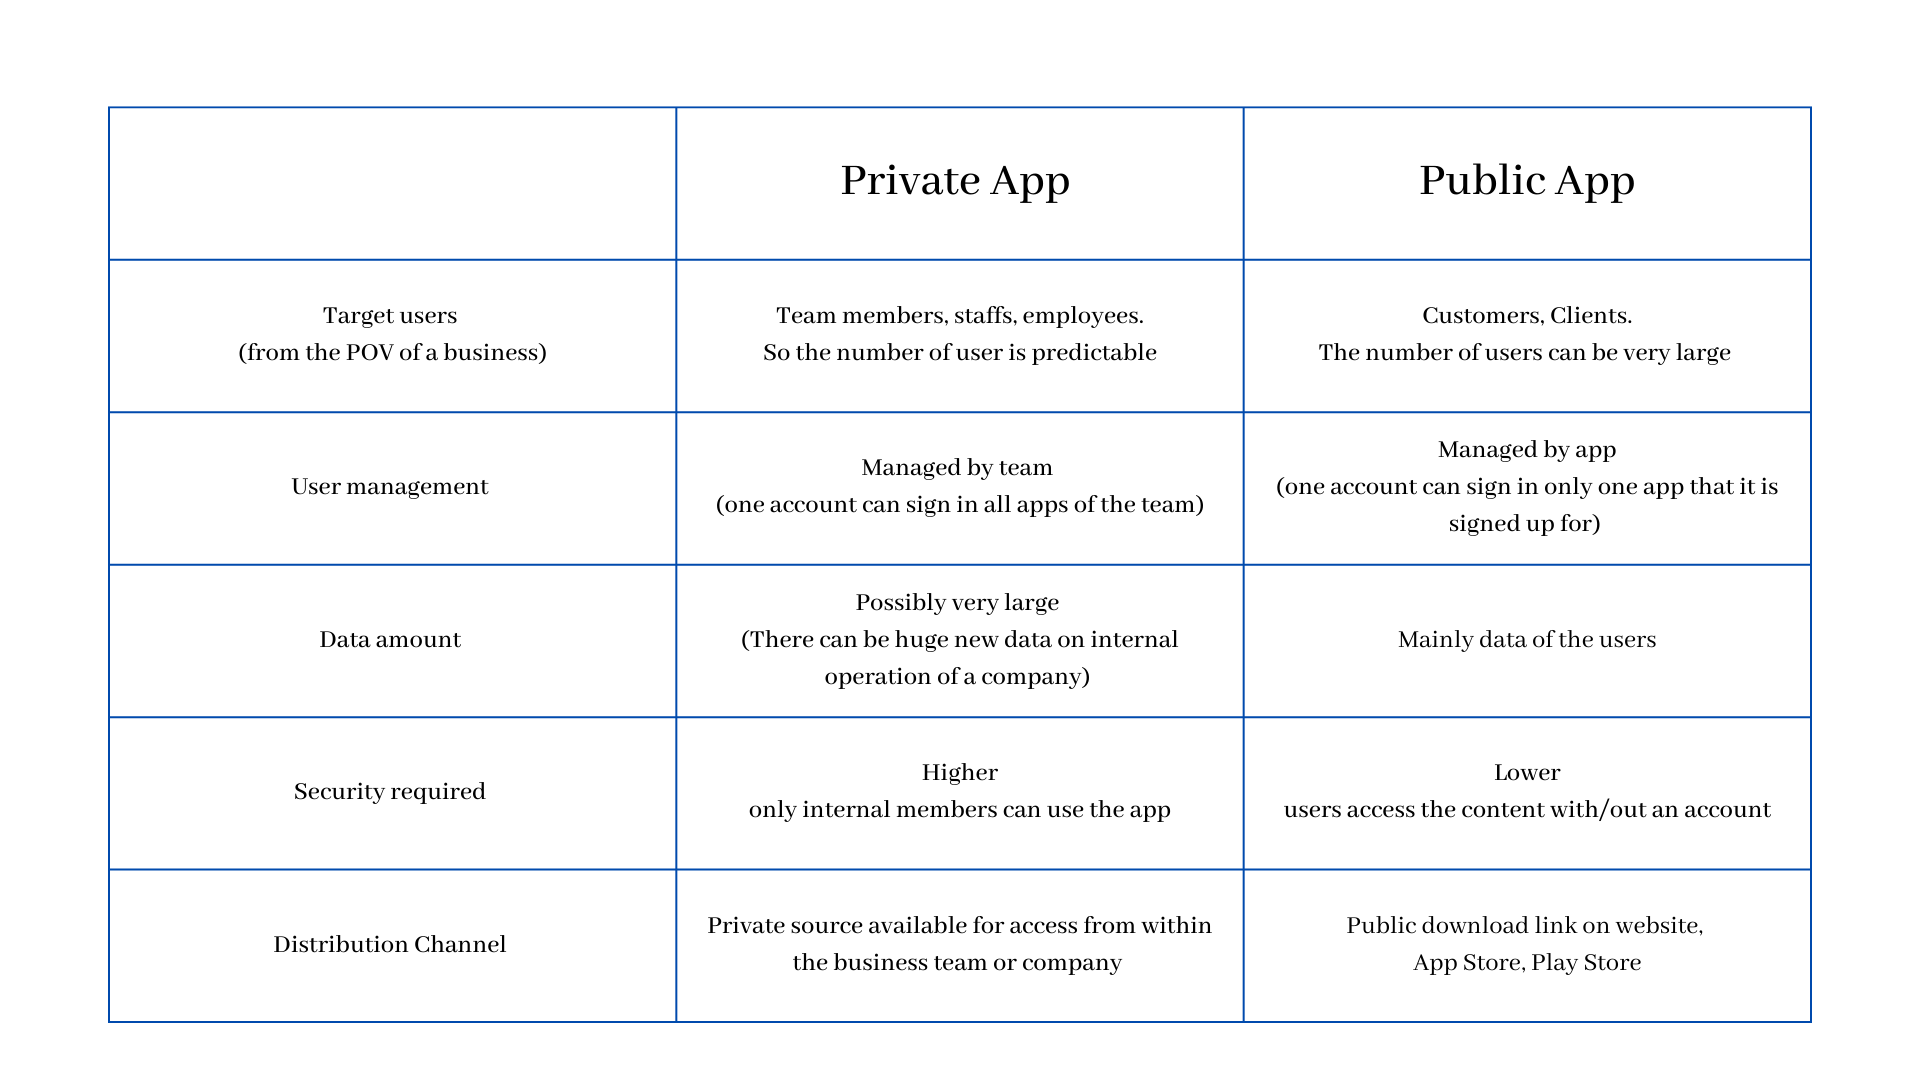 Private App
Public App
Target users
(from the POV of a business)
Team members, staffs, employees.
So the number of user is predictable
Customers, Clients.
The number of users can be very large
User management
Managed by team
(one account can sign in all apps of the team)
Managed by app
(one account can sign in only one app that it is
signed up for)
Data amount
Possibly very large
(There can be huge new data on internal
operation of a company)
Mainly data of the users
Security required
Higher
only internal members can use the app
Lower
users access the content with/out an account
Distribution Channel
Private source available for access from within
the business team or company
Public download link on website,
App Store, Play Store